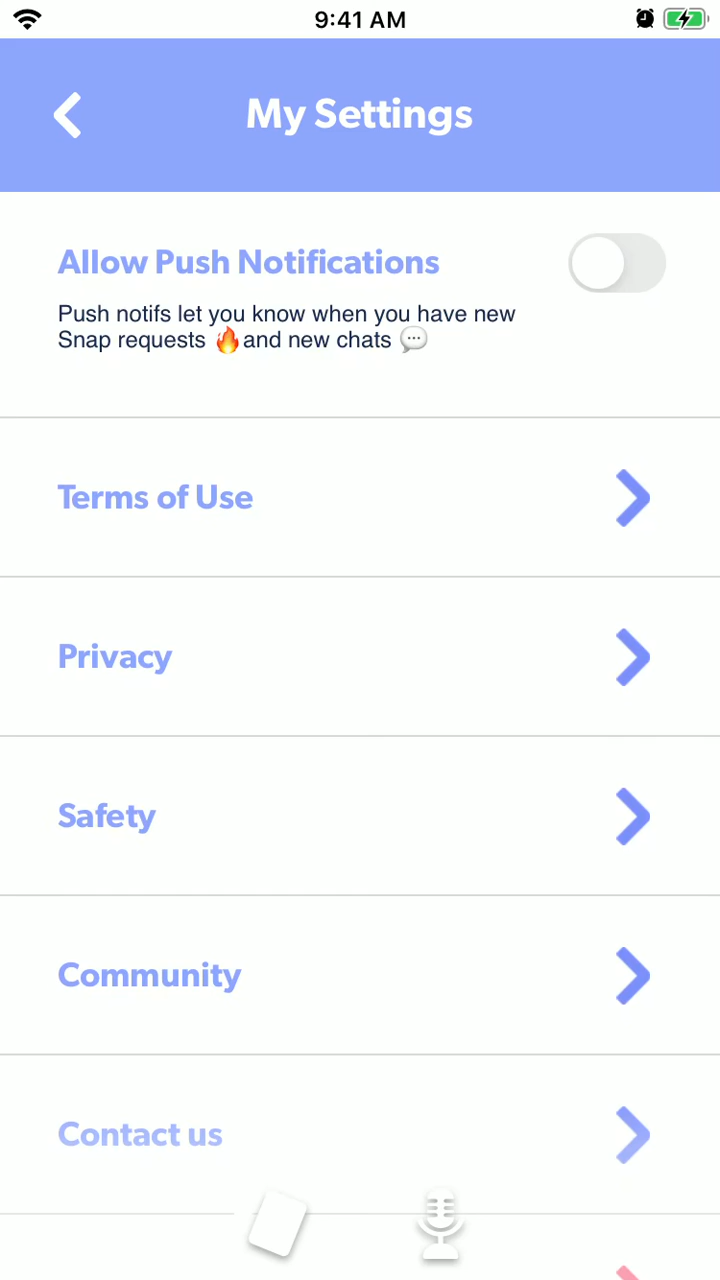 9:41 AM
My Settings
Allow Push Notifications
Push notifs let you know when you have new
Snap requests 🔥and new chats 💬
Terms of Use
Privacy
Safety
Community
Contact us